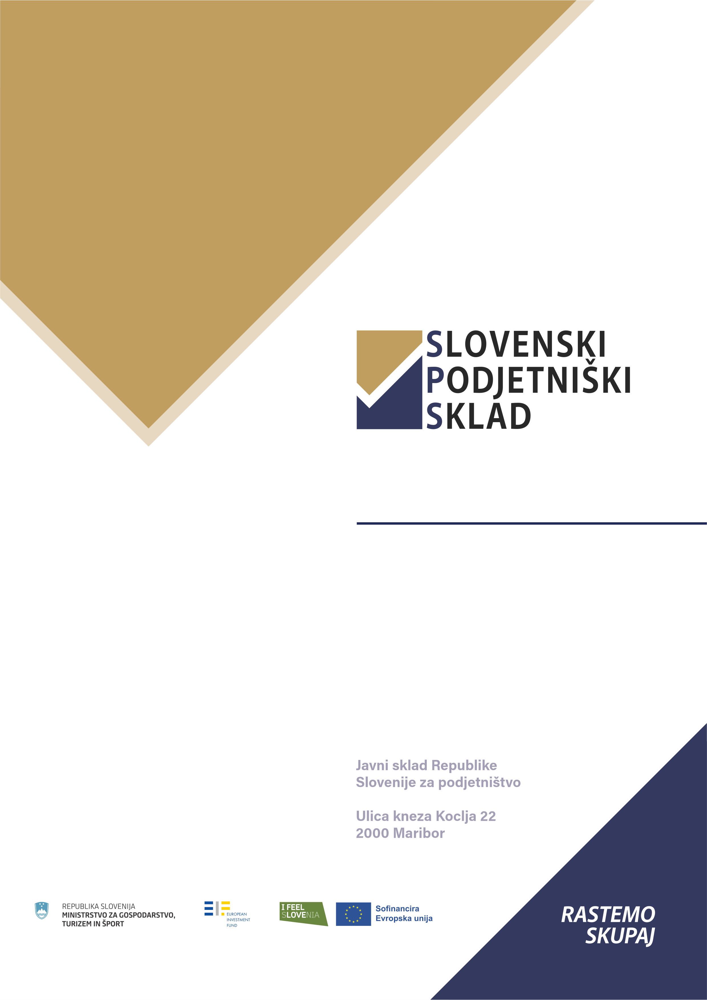 SLOVENSKI
PODJETNIŠKI
SKLAD
Javni sklad Republike
Slovenije za podjetništvo
Ulica kneza Koclja 22
2000 Maribor
REPUBLIKA SLOVENIJA
MINISTRSTVO ZA GOSPODARSTVO,
TURIZEM IN ŠPORT
EUROPEAN
INVESTMENT
FUND
I FEEL
SLOVENIA
Sofinancira
Evropska unija
RASTEMO
SKUPAJ